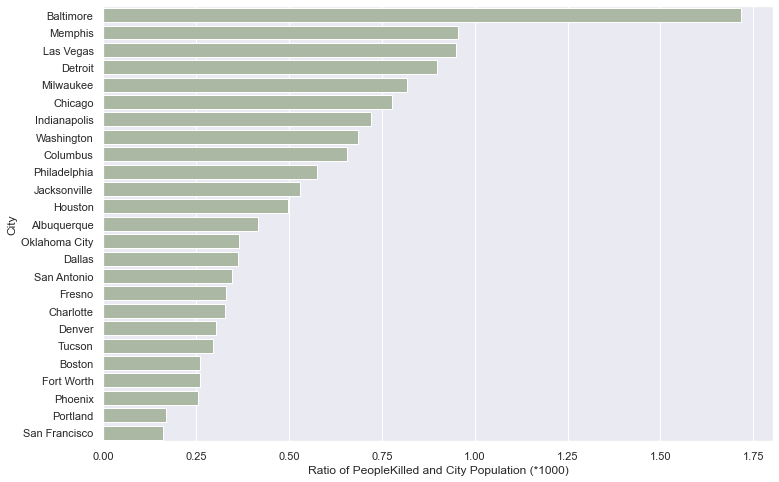 Baltimore
Memphis
Las Vegas
Detroit
Milwaukee
Chicago
Indianapolis
Washington
Columbus
Philadelphia
Jacksonville
Houston
Albuquerque
Oklahoma City
Dallas
San Antonio
Fresno
Charlotte
Denver
Tucson
Boston
Fort Worth
Phoenix
Portland
San Francisco
City
0.00 0.25 0.50 0.75 1.00 1.25 1.50 1.75
Ratio of PeopleKilled and City Population (*1000)